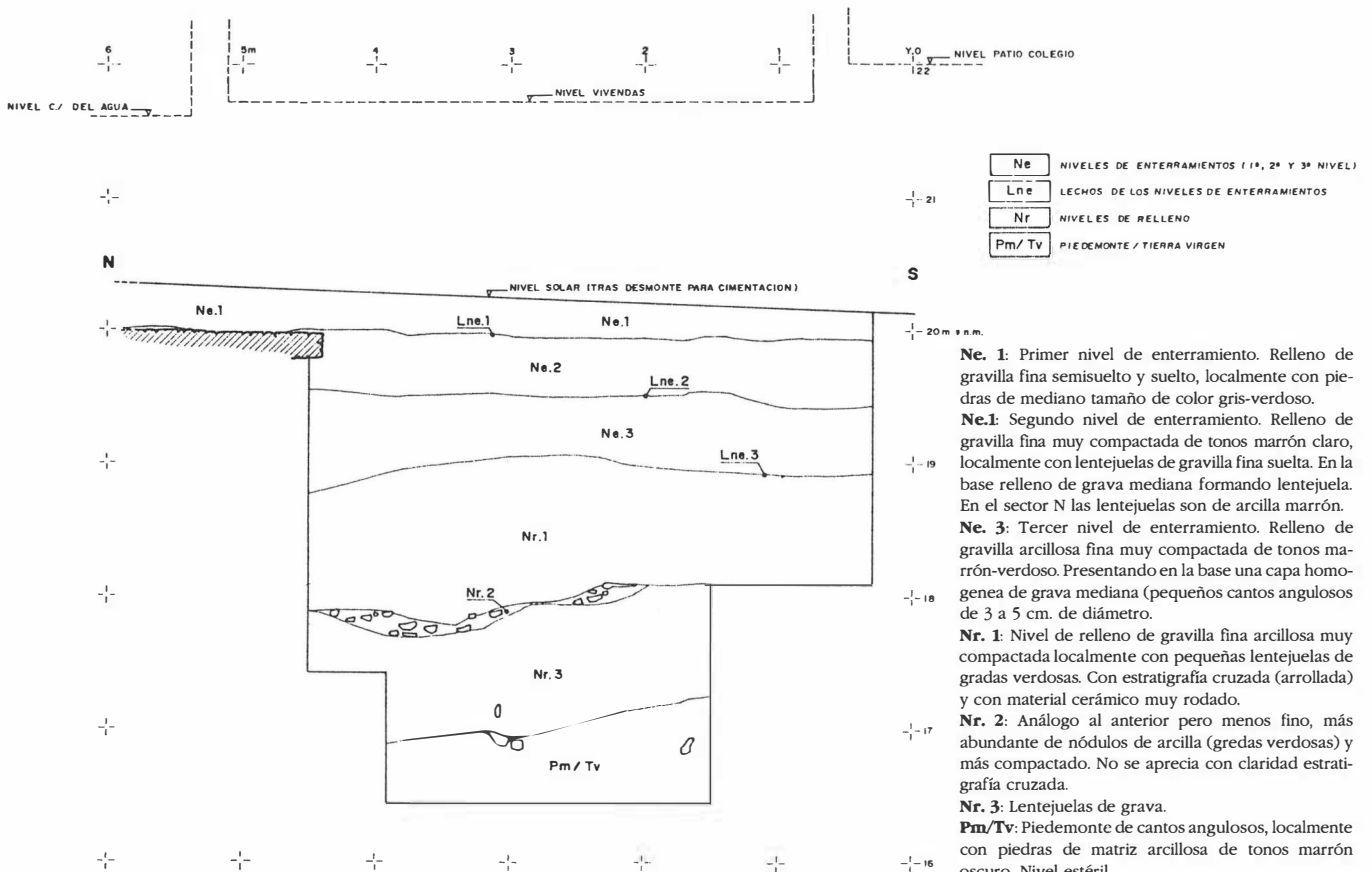 6 5m 4 3 2 1 Y.0
22
NIVEL PATIO COLEGIO
NIVEL VIVENDAS
NIVEL C/ DEL AGUA
Ne NIVELES DE ENTERRAMIENTOS (1º, 2º Y 3º NIVEL)
Lne LECHOS DE LOS NIVELES DE ENTERRAMIENTOS
Nr NIVELES DE RELLENO
Pm/Tv PIEDEMONTE / TIERRA VIRGEN
21
N
S
NIVEL SOLAR (TRAS DESMONTE PARA CIMENTACION)
Ne.1
Lne.1
Ne.1
20 m s n.m.
Ne.2
Lne.2
Ne.3
Lne.3
19
Nr.1
Nr.2
18
Nr.3
17
Pm/Tv
16
Ne. 1: Primer nivel de enterramiento. Relleno de
gravilla fina semisuelto y suelto, localmente con pie-
dras de mediano tamaño de color gris-verdoso.
Ne.1: Segundo nivel de enterramiento. Relleno de
gravilla fina muy compactada de tonos marrón claro,
localmente con lentejuelas de gravilla fina suelta. En la
base relleno de grava mediana formando lentejuela.
En el sector N las lentejuelas son de arcilla marrón.
Ne. 3: Tercer nivel de enterramiento. Relleno de
gravilla arcillosa fina muy compactada de tonos ma-
rrón-verdoso. Presentando en la base una capa homo-
genea de grava mediana (pequeños cantos angulosos
de 3 a 5 cm. de diámetro.
Nr. 1: Nivel de relleno de gravilla fina arcillosa muy
compactada localmente con pequeñas lentejuelas de
gradas verdosas. Con estratigrafía cruzada (arrollada)
y con material cerámico muy rodado.
Nr. 2: Análogo al anterior pero menos fino, más
abundante de nódulos de arcilla (gredas verdosas) y
más compactado. No se aprecia con claridad estrati-
grafía cruzada.
Nr. 3: Lentejuelas de grava.
Pm/Tv: Piedemonte de cantos angulosos, localmente
con piedras de matriz arcillosa de tonos marrón
oscuro. Nivel estéril.